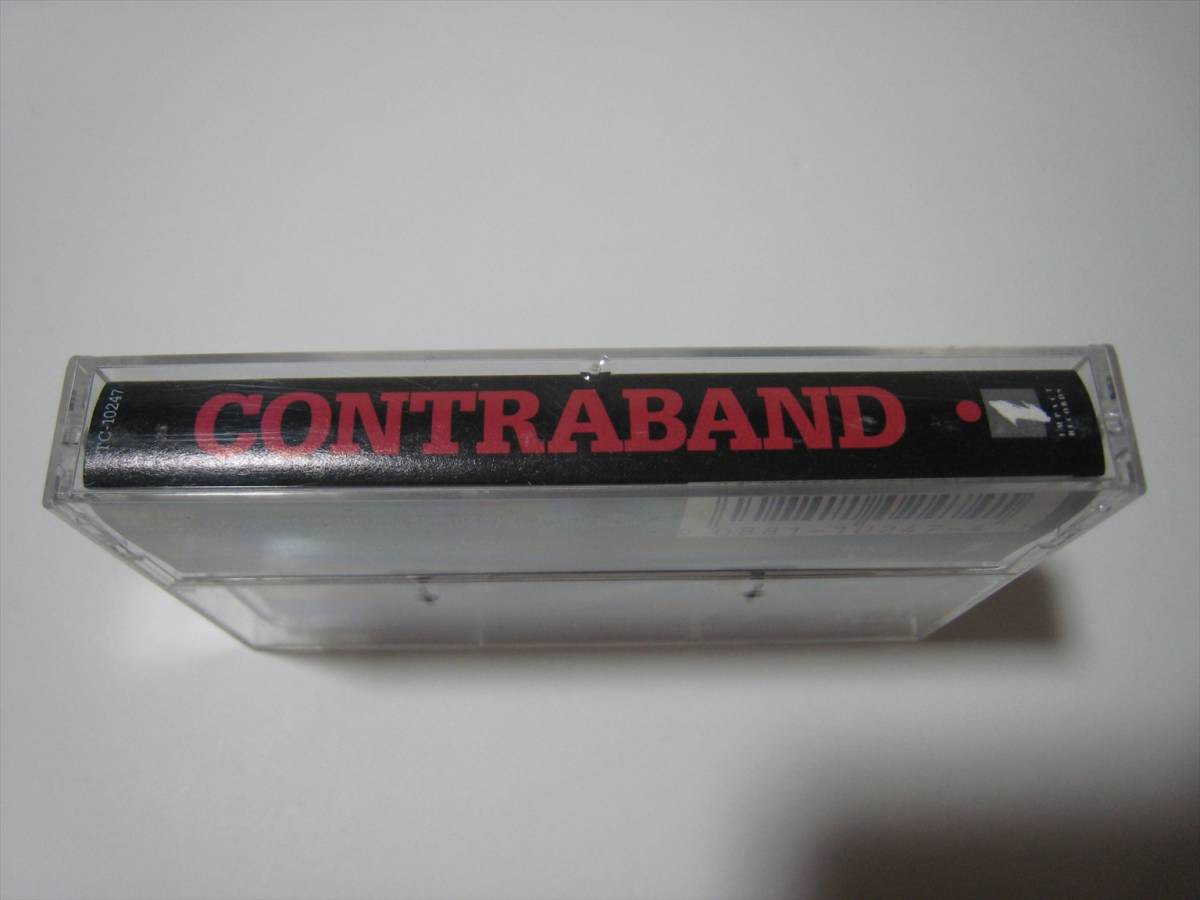 TC-10247
CONTRABAND
IMPACT
RECORDS